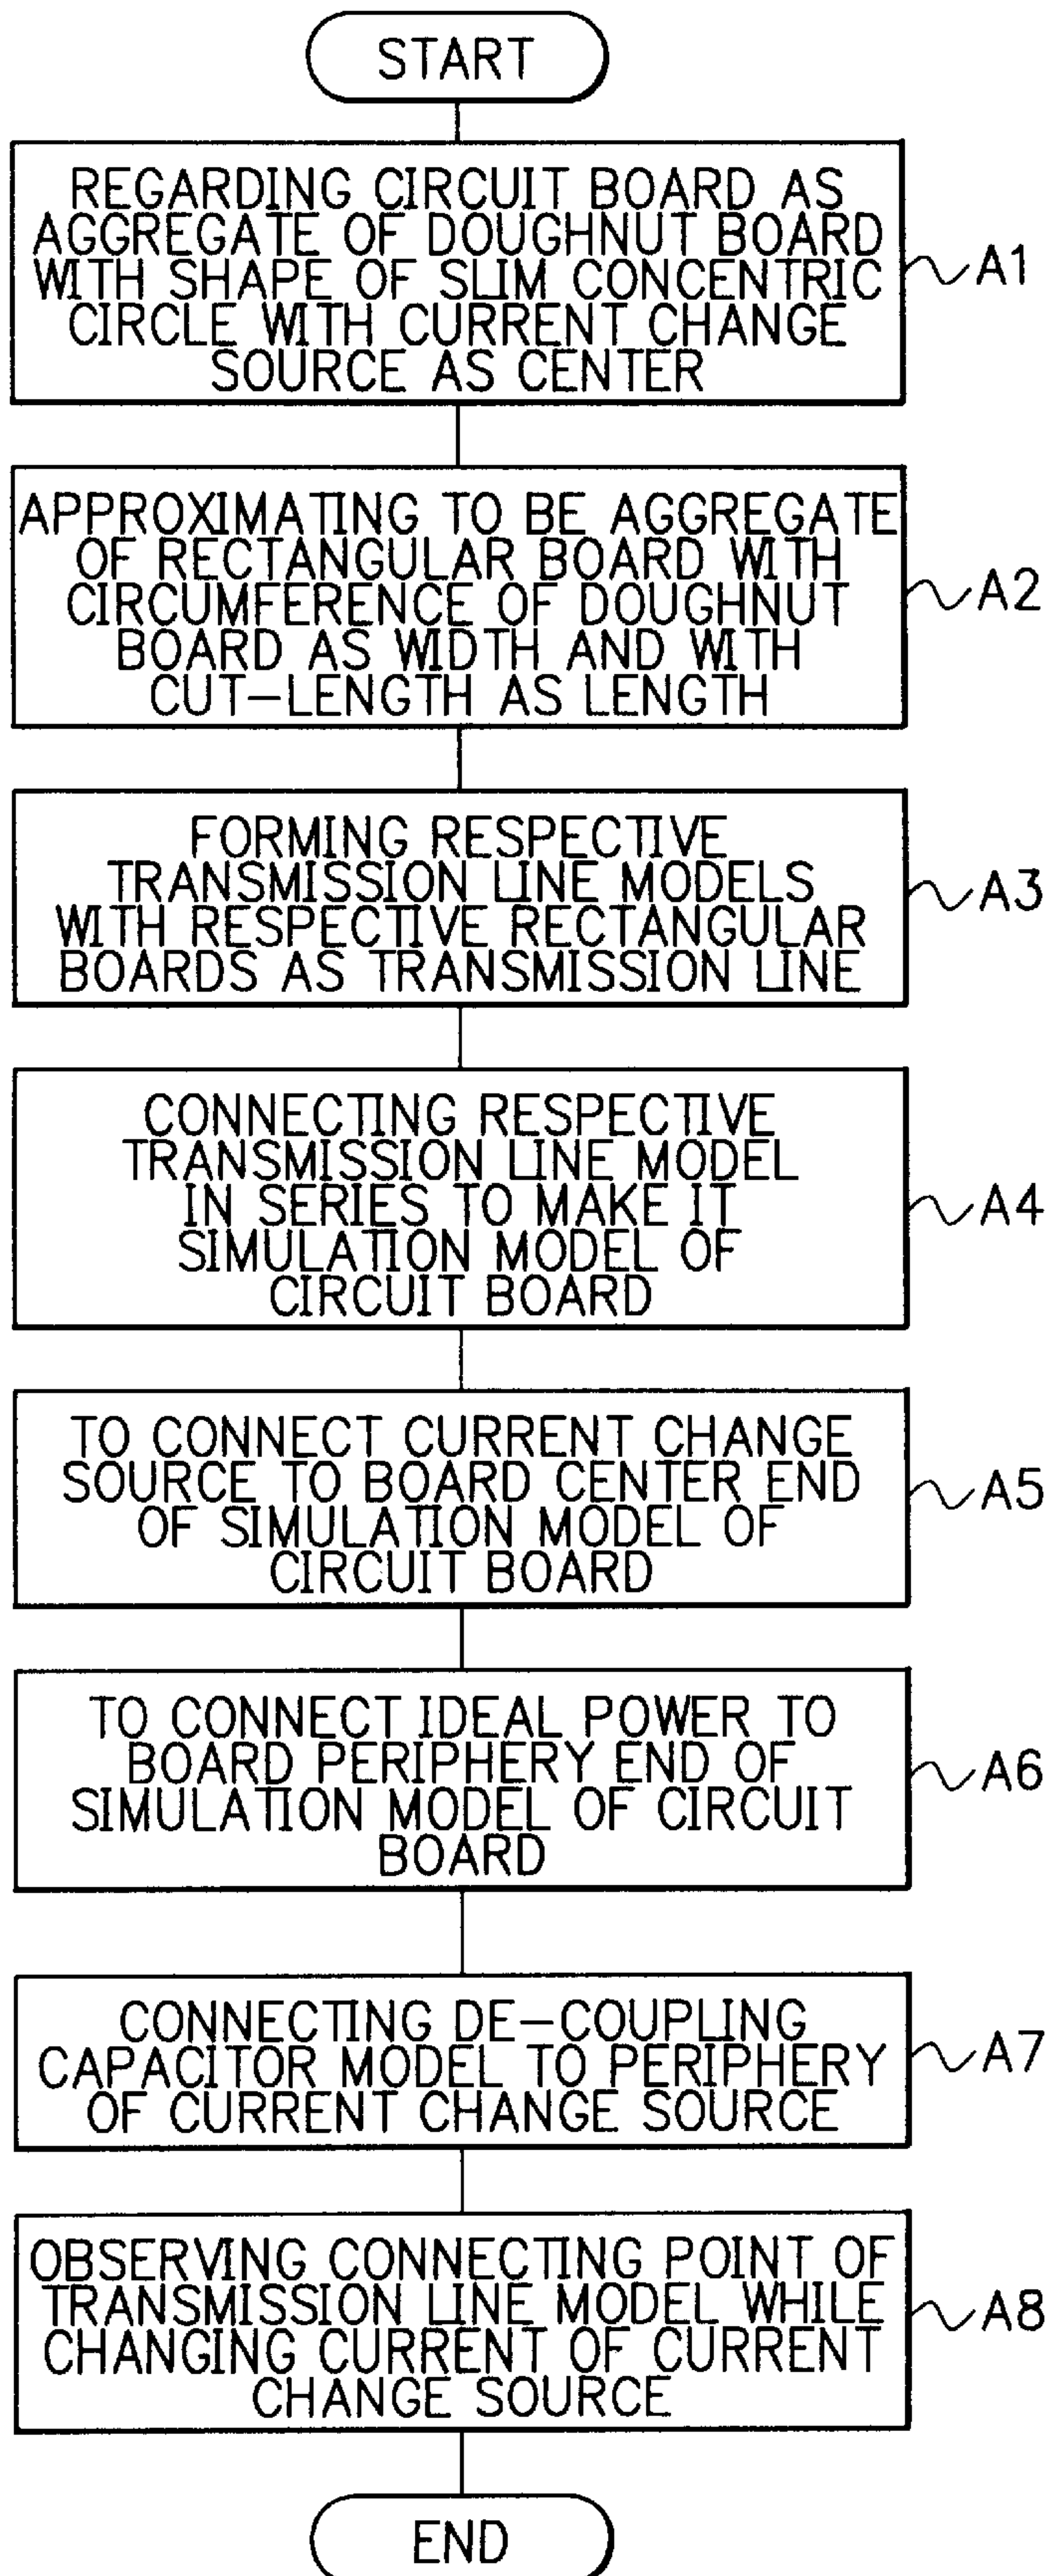 START
REGARDING CIRCUIT BOARD AS
AGGREGATE OF DOUGHNUT BOARD
WITH SHAPE OF SLIM CONCENTRIC
CIRCLE WITH CURRENT CHANGE
SOURCE AS CENTER
A1
APPROXIMATING TO BE AGGREGATE
OF RECTANGULAR BOARD WITH
CIRCUMFERENCE OF DOUGHNUT
BOARD AS WIDTH AND WITH
CUT-LENGTH AS LENGTH
A2
FORMING RESPECTIVE
TRANSMISSION LINE MODELS
WITH RESPECTIVE RECTANGULAR
BOARDS AS TRANSMISSION LINE
A3
CONNECTING RESPECTIVE
TRANSMISSION LINE MODEL
IN SERIES TO MAKE IT
SIMULATION MODEL OF
CIRCUIT BOARD
A4
TO CONNECT CURRENT CHANGE
SOURCE TO BOARD CENTER END
OF SIMULATION MODEL OF
CIRCUIT BOARD
A5
TO CONNECT IDEAL POWER TO
BOARD PERIPHERY END OF
SIMULATION MODEL OF CIRCUIT
BOARD
A6
CONNECTING DE-COUPLING
CAPACITOR MODEL TO PERIPHERY
OF CURRENT CHANGE SOURCE
A7
OBSERVING CONNECTING POINT OF
TRANSMISSION LINE MODEL WHILE
CHANGING CURRENT OF CURRENT
CHANGE SOURCE
A8
END